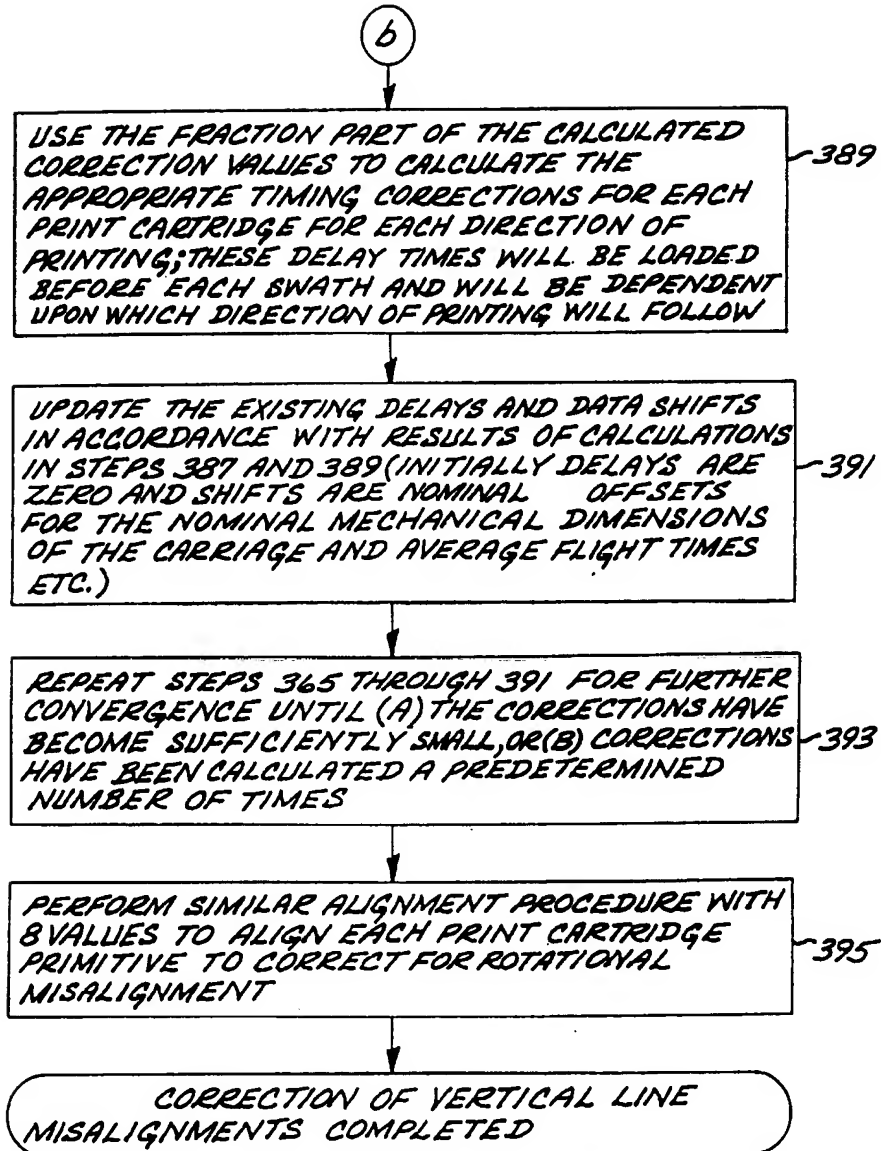 b
USE THE FRACTION PART OF THE CALCULATED
CORRECTION VALUES TO CALCULATE THE
APPROPRIATE TIMING CORRECTIONS FOR EACH
PRINT CARTRIDGE FOR EACH DIRECTION OF
PRINTING; THESE DELAY TIMES WILL BE LOADED
BEFORE EACH SWATH AND WILL BE DEPENDENT
UPON WHICH DIRECTION OF PRINTING WILL FOLLOW
389
UPDATE THE EXISTING DELAYS AND DATA SHIFTS
IN ACCORDANCE WITH RESULTS OF CALCULATIONS
IN STEPS 387 AND 389 (INITIALLY DELAYS ARE
ZERO AND SHIFTS ARE NOMINAL OFFSETS
FOR THE NOMINAL MECHANICAL DIMENSIONS
OF THE CARRIAGE AND AVERAGE FLIGHT TIMES
ETC.)
391
REPEAT STEPS 365 THROUGH 391 FOR FURTHER
CONVERGENCE UNTIL (A) THE CORRECTIONS HAVE
BECOME SUFFICIENTLY SMALL, OR (B) CORRECTIONS
HAVE BEEN CALCULATED A PREDETERMINED
NUMBER OF TIMES
393
PERFORM SIMILAR ALIGNMENT PROCEDURE WITH
8 VALUES TO ALIGN EACH PRINT CARTRIDGE
PRIMITIVE TO CORRECT FOR ROTATIONAL
MISALIGNMENT
395
CORRECTION OF VERTICAL LINE
MISALIGNMENTS COMPLETED